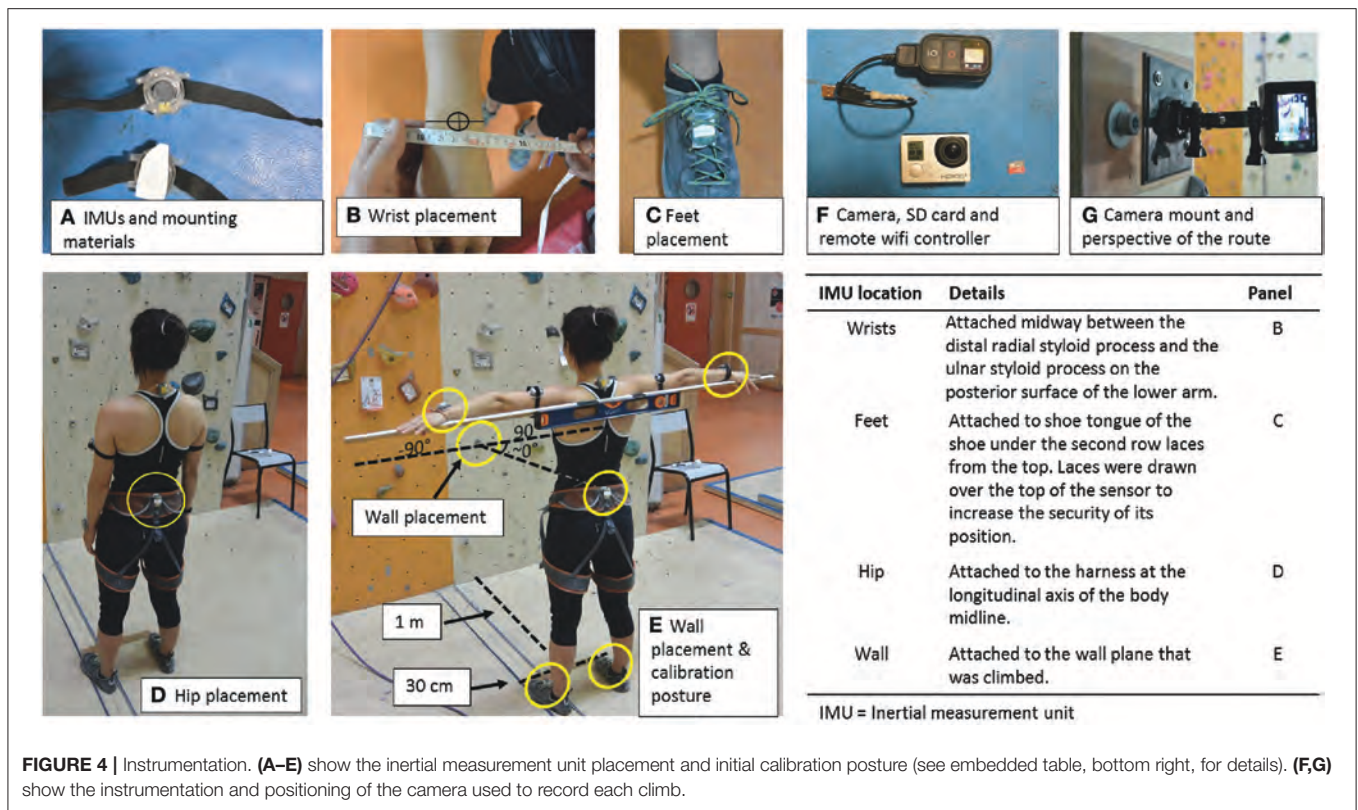 A IMUs and mounting
materials
B Wrist placement
C Feet
placement
F Camera, SD card and
remote wifi controller
G Camera mount and
perspective of the route
D Hip placement
-90°
90
~0°
Wall placement
1 m
30 cm
E Wall
placement &
calibration
posture
IMU location Details Panel
Wrists Attached midway between the B
distal radial styloid process and the
ulnar styloid process on the
posterior surface of the lower arm.
Feet Attached to shoe tongue of the C
shoe under the second row laces
from the top. Laces were drawn
over the top of the sensor to
increase the security of its
position.
Hip Attached to the harness at the D
longitudinal axis of the body
midline.
Wall Attached to the wall plane that E
was climbed.
IMU = Inertial measurement unit
FIGURE 4 | Instrumentation. (A–E) show the inertial measurement unit placement and initial calibration posture (see embedded table, bottom right, for details). (F,G)
show the instrumentation and positioning of the camera used to record each climb.